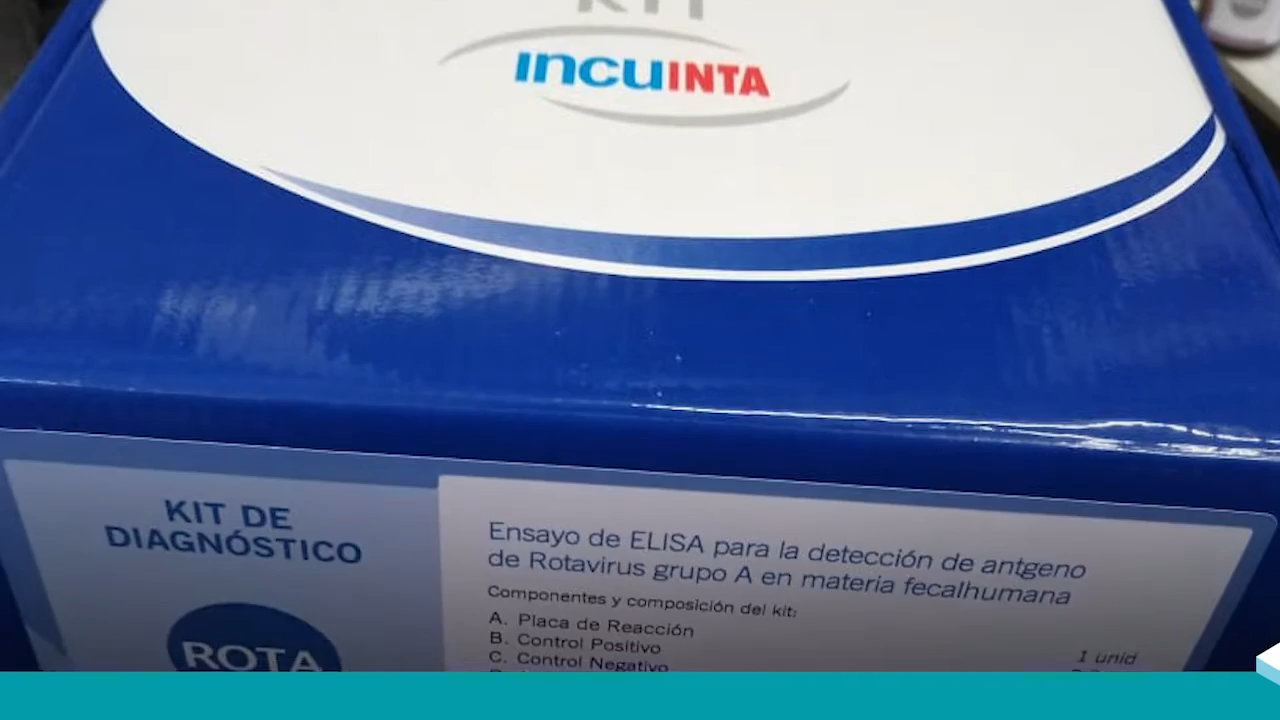 KIT
INCUINTA
KIT DE
DIAGNÓSTICO
ROTA
Ensayo de ELISA para la detección de antgeno
de Rotavirus grupo A en materia fecalhumana
Componentes y composición del kit:
A. Placa de Reacción
1 unid
B. Control Positivo
C. Control Negativo